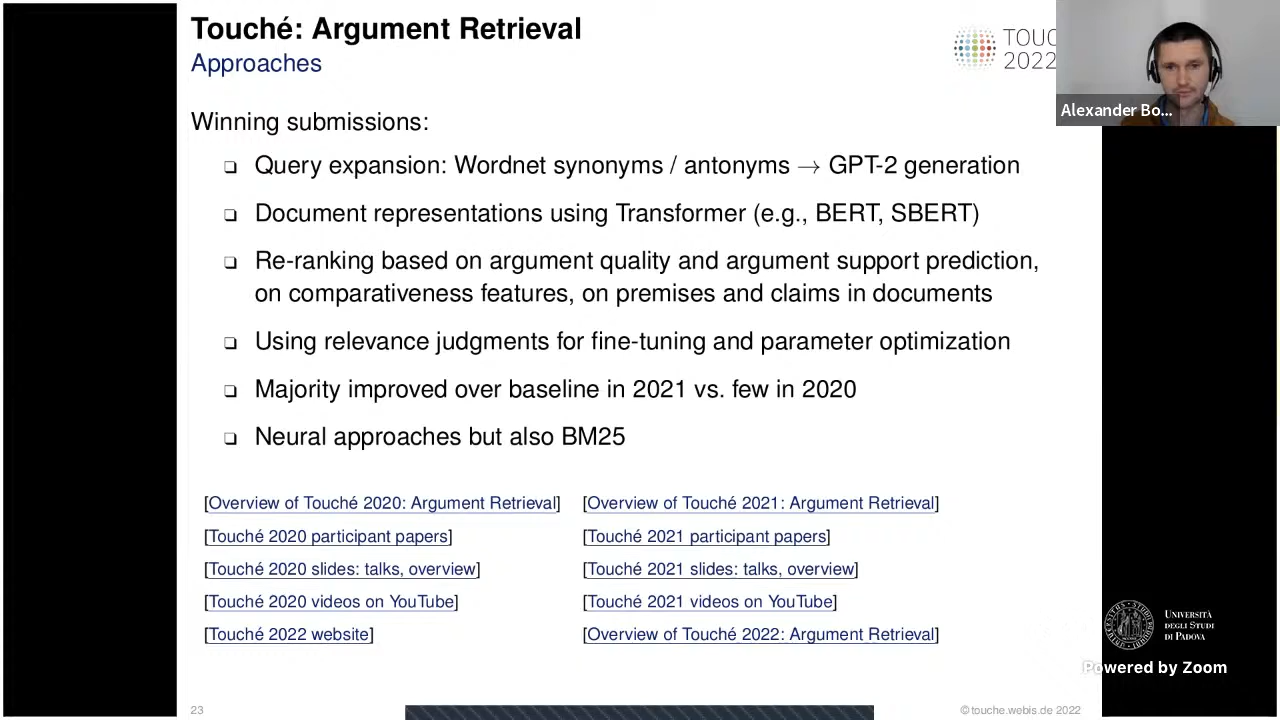 Touché: Argument Retrieval
Approaches
TOUC
2022
Alexander Bo...
Winning submissions:
❏ Query expansion: Wordnet synonyms / antonyms → GPT-2 generation
❏ Document representations using Transformer (e.g., BERT, SBERT)
❏ Re-ranking based on argument quality and argument support prediction,
on comparativeness features, on premises and claims in documents
❏ Using relevance judgments for fine-tuning and parameter optimization
❏ Majority improved over baseline in 2021 vs. few in 2020
❏ Neural approaches but also BM25
[Overview of Touché 2020: Argument Retrieval] [Overview of Touché 2021: Argument Retrieval]
[Touché 2020 participant papers] [Touché 2021 participant papers]
[Touché 2020 slides: talks, overview] [Touché 2021 slides: talks, overview]
[Touché 2020 videos on YouTube] [Touché 2021 videos on YouTube]
[Touché 2022 website] [Overview of Touché 2022: Argument Retrieval]
UNIVERSITÀ
DEGLI STUDI
DI PADOVA
Powered by Zoom
23
©touche.webis.de 2022